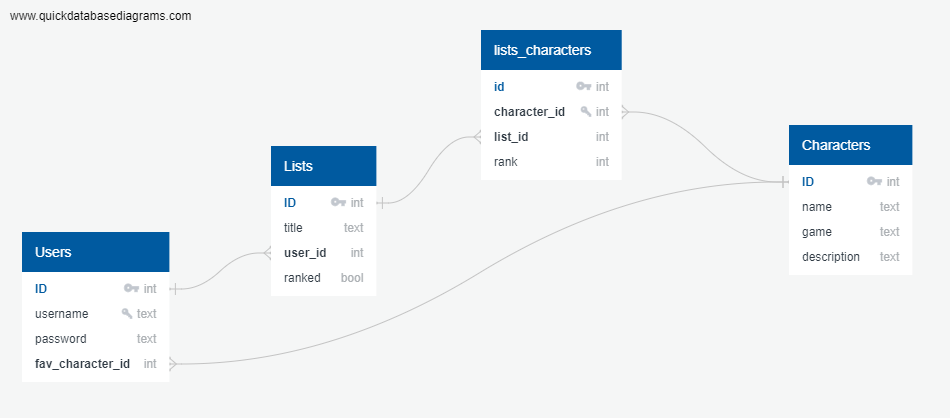 www.quickdatabasediagrams.com
lists_characters
id int
character_id int
list_id int
rank int
Characters
ID int
name text
game text
description text
Lists
ID int
title text
user_id int
ranked bool
Users
ID int
username text
password text
fav_character_id int